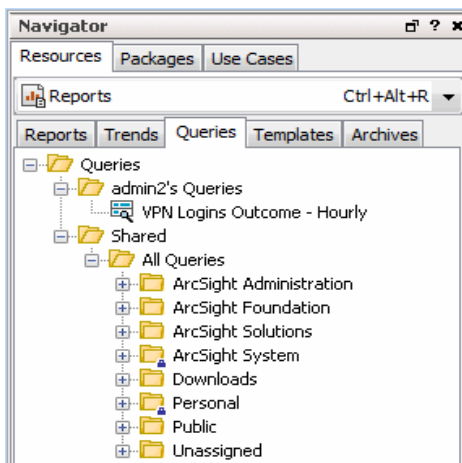 Navigator
Resources Packages Use Cases
Reports Ctrl+Alt+R
Reports Trends Queries Templates Archives
Queries
admin2's Queries
VPN Logins Outcome - Hourly
Shared
All Queries
ArcSight Administration
ArcSight Foundation
ArcSight Solutions
ArcSight System
Downloads
Personal
Public
Unassigned